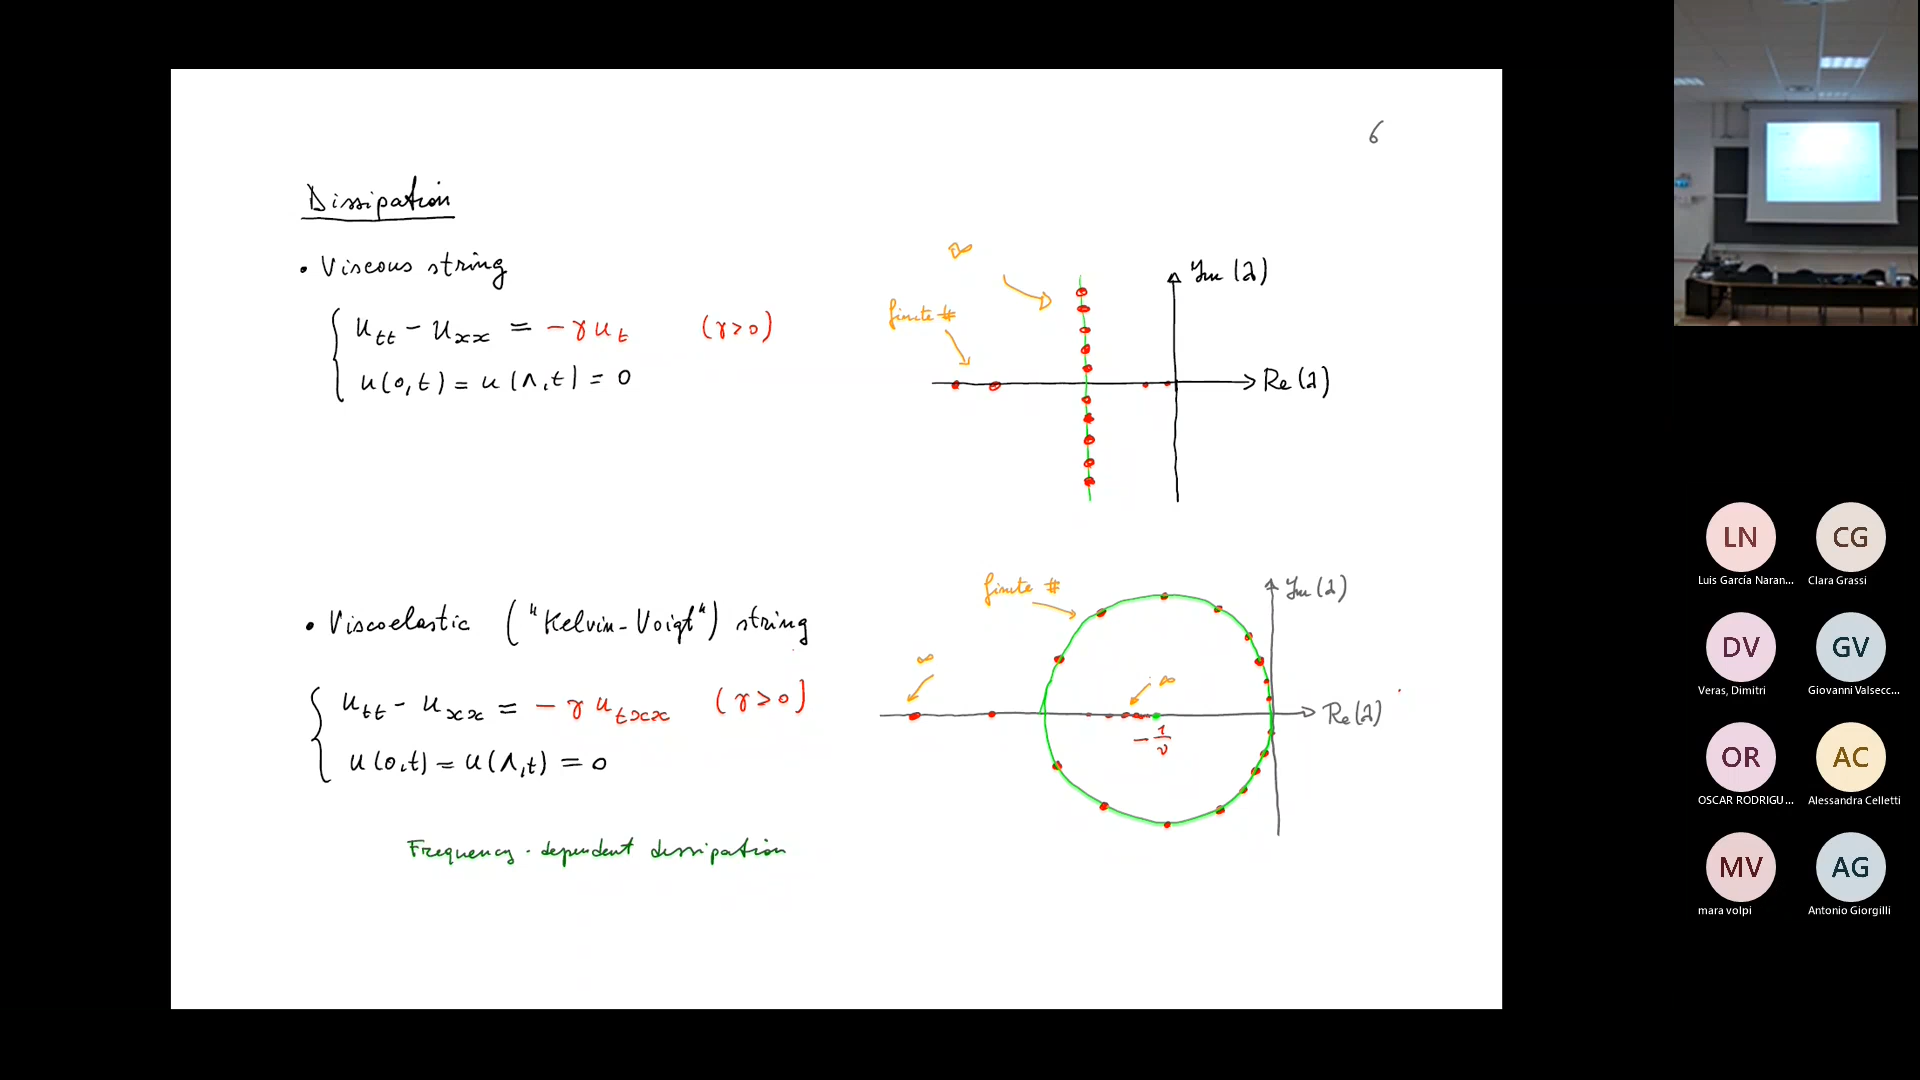 6
Dissipation
• Viscous string
u_tt - u_xx = -γ u_t (γ>0)
u(0,t) = u(Λ,t) = 0
∞
finite #
Im(λ)
Re(λ)
• Viscoelastic ("Kelvin-Voigt") string
u_tt - u_xx = -γ u_txx (γ>0)
u(0,t) = u(Λ,t) = 0
Frequency-dependent dissipation
finite #
Im(λ)
∞
∞
Re(λ)
-1/ν
LN
CG
Luis García Naran...
Clara Grassi
DV
GV
Veras, Dimitri
Giovanni Valsecc...
OR
AC
OSCAR RODRIGU...
Alessandra Celletti
MV
AG
mara volpi
Antonio Giorgilli